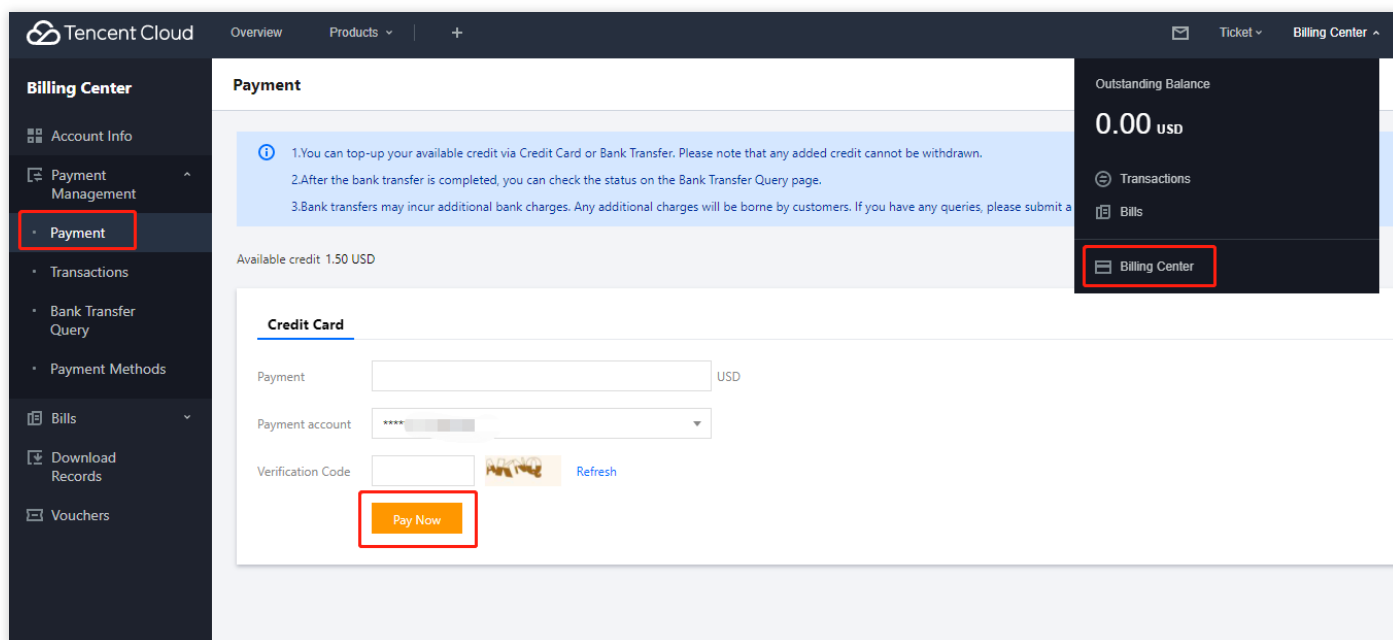 Tencent Cloud
Overview
Products
+
Ticket
Billing Center
Billing Center
Account Info
Payment
Management
Payment
Transactions
Bank Transfer
Query
Payment Methods
Bills
Download
Records
Vouchers
Payment
1.You can top-up your available credit via Credit Card or Bank Transfer. Please note that any added credit cannot be withdrawn.
2.After the bank transfer is completed, you can check the status on the Bank Transfer Query page.
3.Bank transfers may incur additional bank charges. Any additional charges will be borne by customers. If you have any queries, please submit a
Available credit 1.50 USD
Credit Card
Payment
USD
Payment account
****
Verification Code
Refresh
Pay Now
Outstanding Balance
0.00 USD
Transactions
Bills
Billing Center